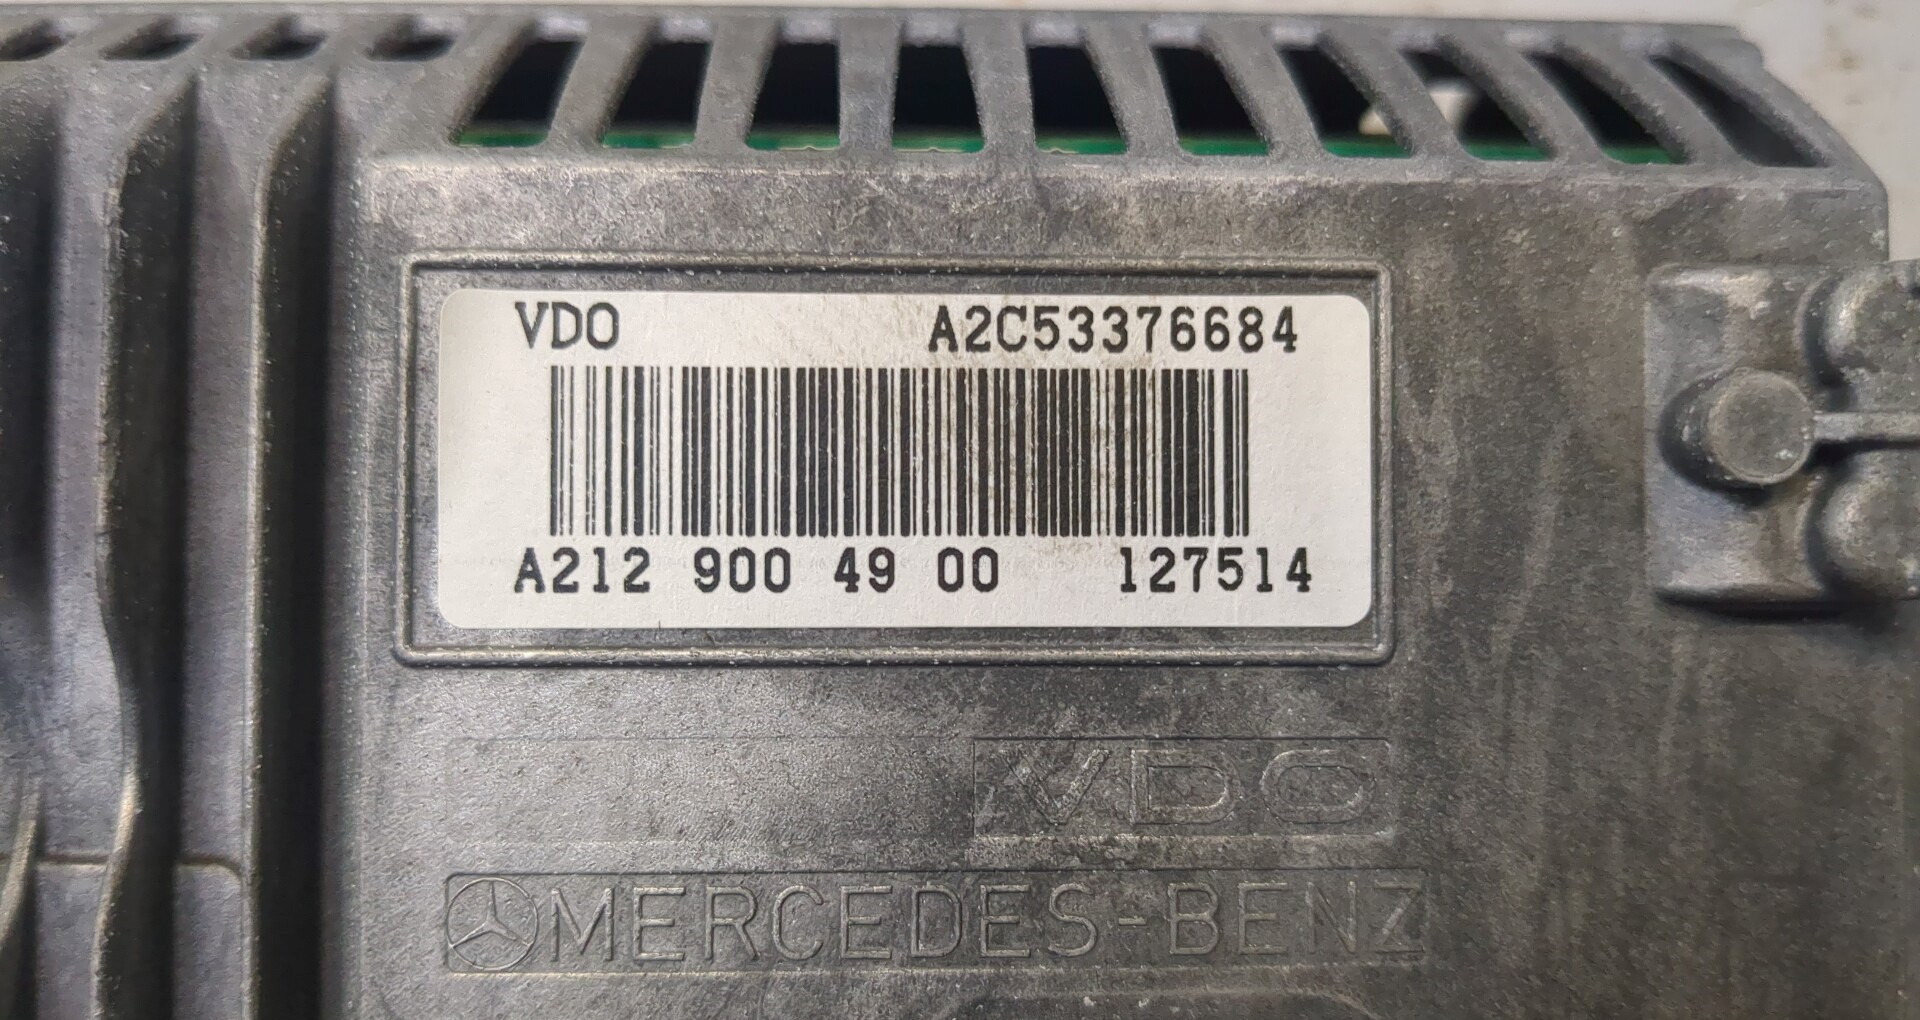 VDO A2C53376684
A212 900 49 00 127514
VDO
MERCEDES-BENZ